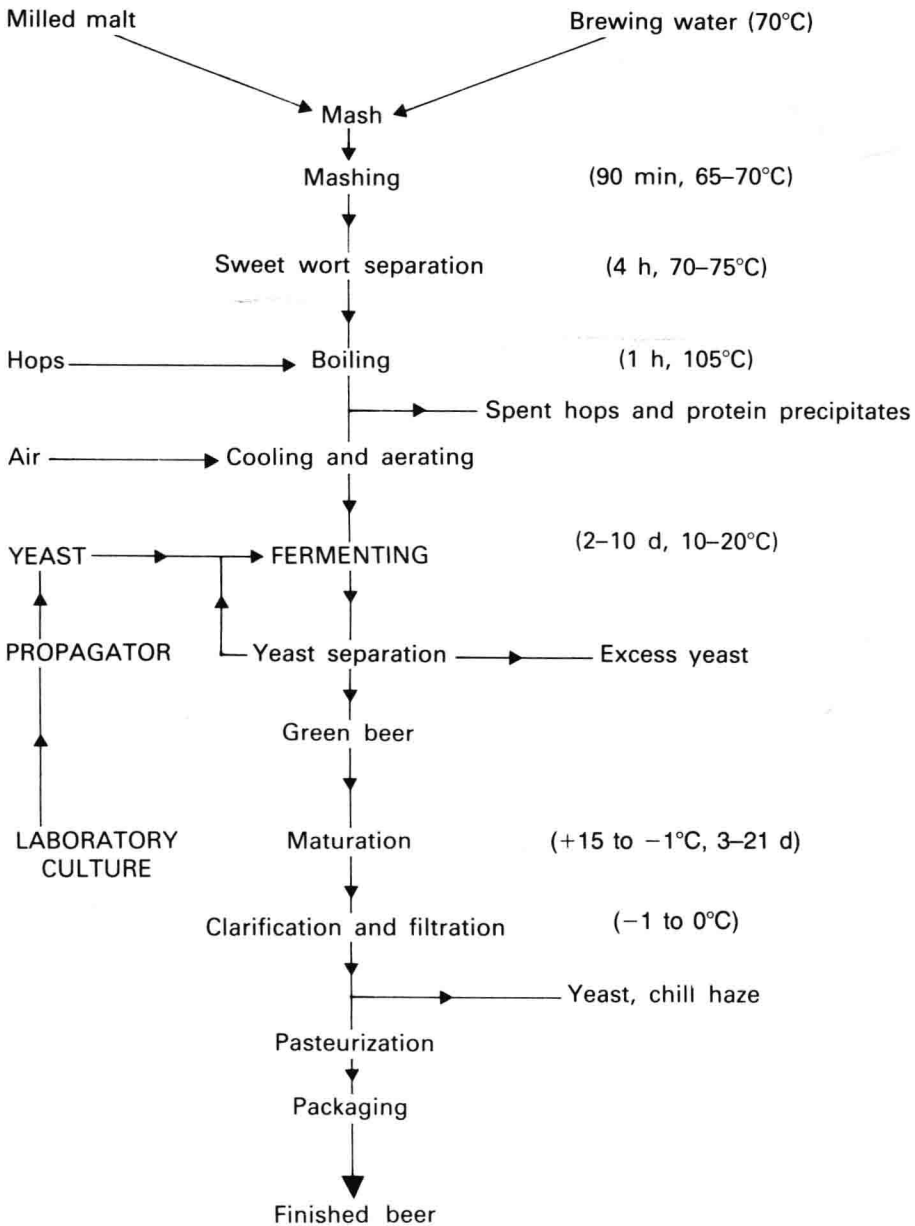 Milled malt
Brewing water (70°C)
Mash
Mashing
(90 min, 65–70°C)
Sweet wort separation
(4 h, 70–75°C)
Hops
Boiling
(1 h, 105°C)
Spent hops and protein precipitates
Air
Cooling and aerating
YEAST
FERMENTING
(2–10 d, 10–20°C)
PROPAGATOR
Yeast separation
Excess yeast
Green beer
LABORATORY
CULTURE
Maturation
(+15 to −1°C, 3–21 d)
Clarification and filtration
(−1 to 0°C)
Yeast, chill haze
Pasteurization
Packaging
Finished beer